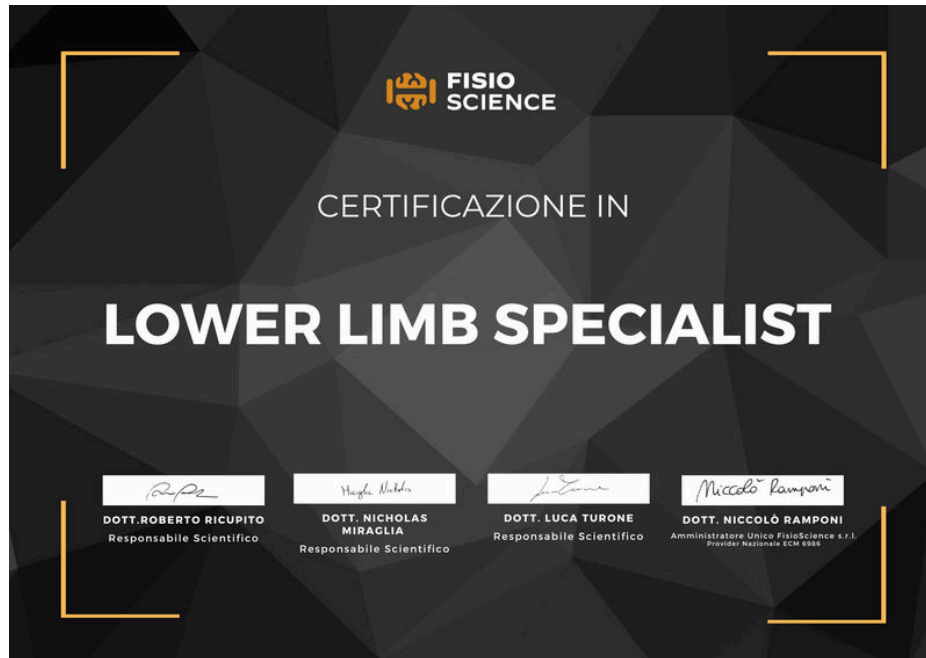 FISIO
SCIENCE
CERTIFICAZIONE IN
LOWER LIMB SPECIALIST
Niccolò Ramponi
DOTT.ROBERTO RICUPITO
Responsabile Scientifico
DOTT. NICHOLAS
MIRAGLIA
Responsabile Scientifico
DOTT. LUCA TURONE
Responsabile Scientifico
DOTT. NICCOLÒ RAMPONI
Amministratore Unico FisioScience s.r.l.
Provider Nazionale ECM 6986